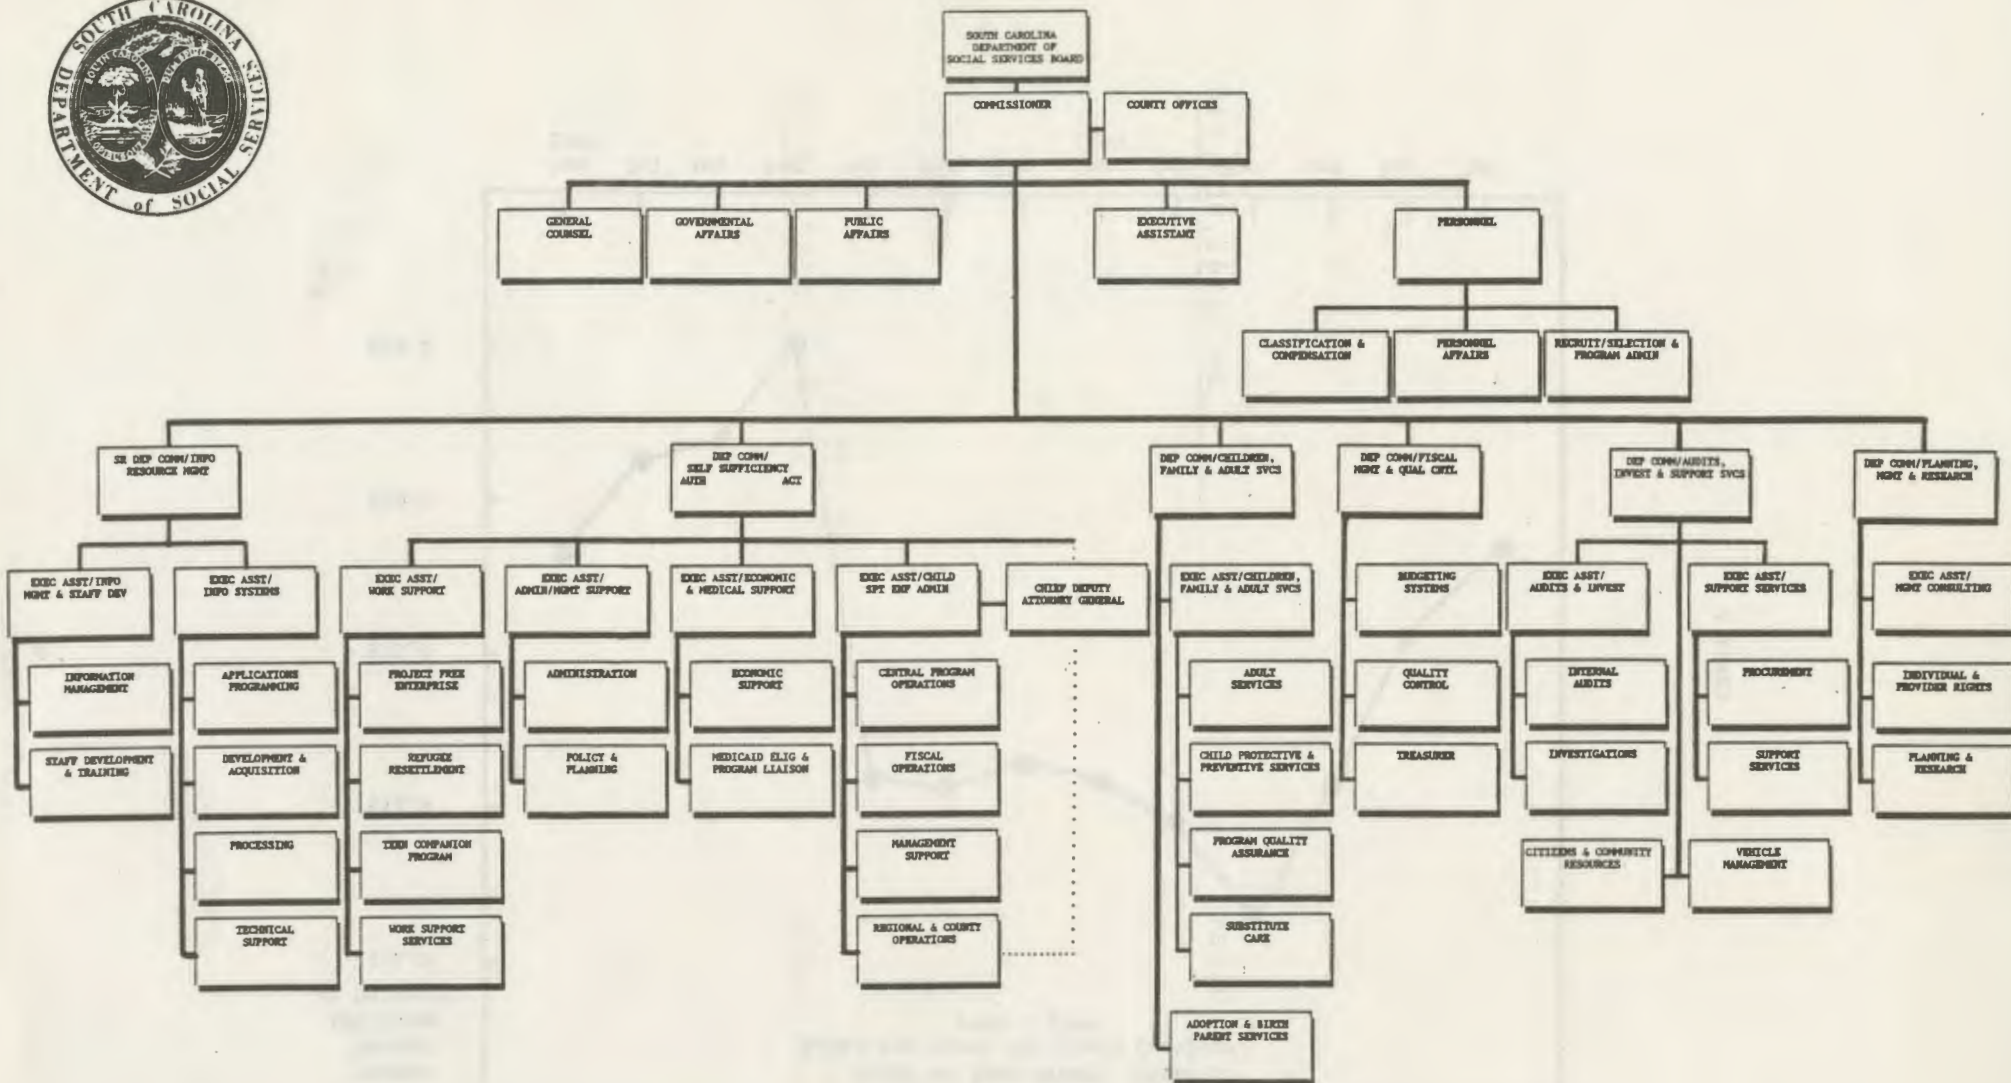 SOUTH CAROLINA
DEPARTMENT of SOCIAL SERVICES
SOUTH CAROLINA
DEPARTMENT OF
SOCIAL SERVICES BOARD
COMMISSIONER
COUNTY OFFICES
GENERAL
COUNSEL
GOVERNMENTAL
AFFAIRS
PUBLIC
AFFAIRS
EXECUTIVE
ASSISTANT
PERSONNEL
CLASSIFICATION &
COMPENSATION
PERSONNEL
AFFAIRS
RECRUIT/SELECTION &
PROGRAM ADMIN
SR DEP COMM/INFO
RESOURCE MGMT
DEP COMM/
SELF SUFFICIENCY
AUTH ACT
DEP COMM/CHILDREN,
FAMILY & ADULT SVCS
DEP COMM/FISCAL
MGMT & QUAL CNTL
DEP COMM/AUDITS,
INVEST & SUPPORT SVCS
DEP COMM/PLANNING,
MGMT & RESEARCH
EXEC ASST/INFO
MGMT & STAFF DEV
EXEC ASST/
INFO SYSTEMS
EXEC ASST/
WORK SUPPORT
EXEC ASST/
ADMIN/MGMT SUPPORT
EXEC ASST/ECONOMIC
& MEDICAL SUPPORT
EXEC ASST/CHILD
SPT ENF ADMIN
CHIEF DEPUTY
ATTORNEY GENERAL
EXEC ASST/CHILDREN,
FAMILY & ADULT SVCS
BUDGETING
SYSTEMS
EXEC ASST/
AUDITS & INVEST
EXEC ASST/
SUPPORT SERVICES
EXEC ASST/
MGMT CONSULTING
INFORMATION
MANAGEMENT
APPLICATIONS
PROGRAMMING
PROJECT FREE
ENTERPRISE
ADMINISTRATION
ECONOMIC
SUPPORT
CENTRAL PROGRAM
OPERATIONS
ADULT
SERVICES
QUALITY
CONTROL
INTERNAL
AUDITS
PROCUREMENT
INDIVIDUAL &
PROVIDER RIGHTS
STAFF DEVELOPMENT
& TRAINING
DEVELOPMENT &
ACQUISITION
REFUGEE
RESETTLEMENT
POLICY &
PLANNING
MEDICAID ELIG &
PROGRAM LIAISON
FISCAL
OPERATIONS
CHILD PROTECTIVE &
PREVENTIVE SERVICES
TREASURER
INVESTIGATIONS
SUPPORT
SERVICES
PLANNING &
RESEARCH
PROCESSING
TEEN COMPANION
PROGRAM
MANAGEMENT
SUPPORT
PROGRAM QUALITY
ASSURANCE
CITIZENS & COMMUNITY
RESOURCES
VEHICLE
MANAGEMENT
TECHNICAL
SUPPORT
WORK SUPPORT
SERVICES
REGIONAL & COUNTY
OPERATIONS
SUBSTITUTE
CARE
ADOPTION & BIRTH
PARENT SERVICES